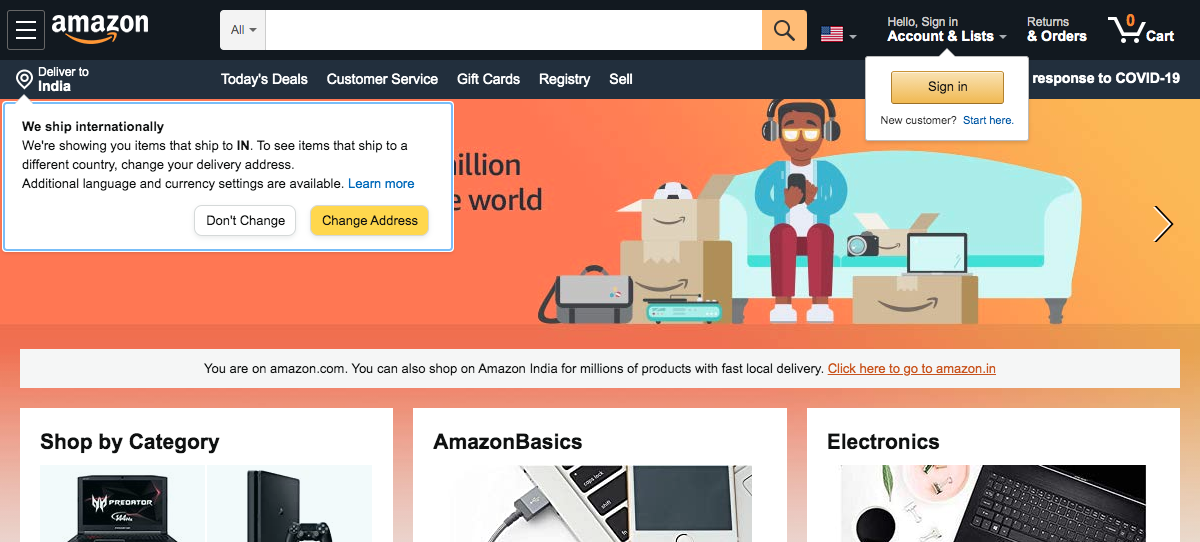 amazon
All
Hello, Sign in
Account & Lists
Returns
& Orders
0
Cart
Deliver to
India
Today's Deals
Customer Service
Gift Cards
Registry
Sell
response to COVID-19
Sign in
New customer? Start here.
We ship internationally
We're showing you items that ship to IN. To see items that ship to a
different country, change your delivery address.
Additional language and currency settings are available. Learn more
Don't Change
Change Address
illion
e world
You are on amazon.com. You can also shop on Amazon India for millions of products with fast local delivery. Click here to go to amazon.in
Shop by Category
AmazonBasics
Electronics
PREDATOR
144Hz
caps lock
shift